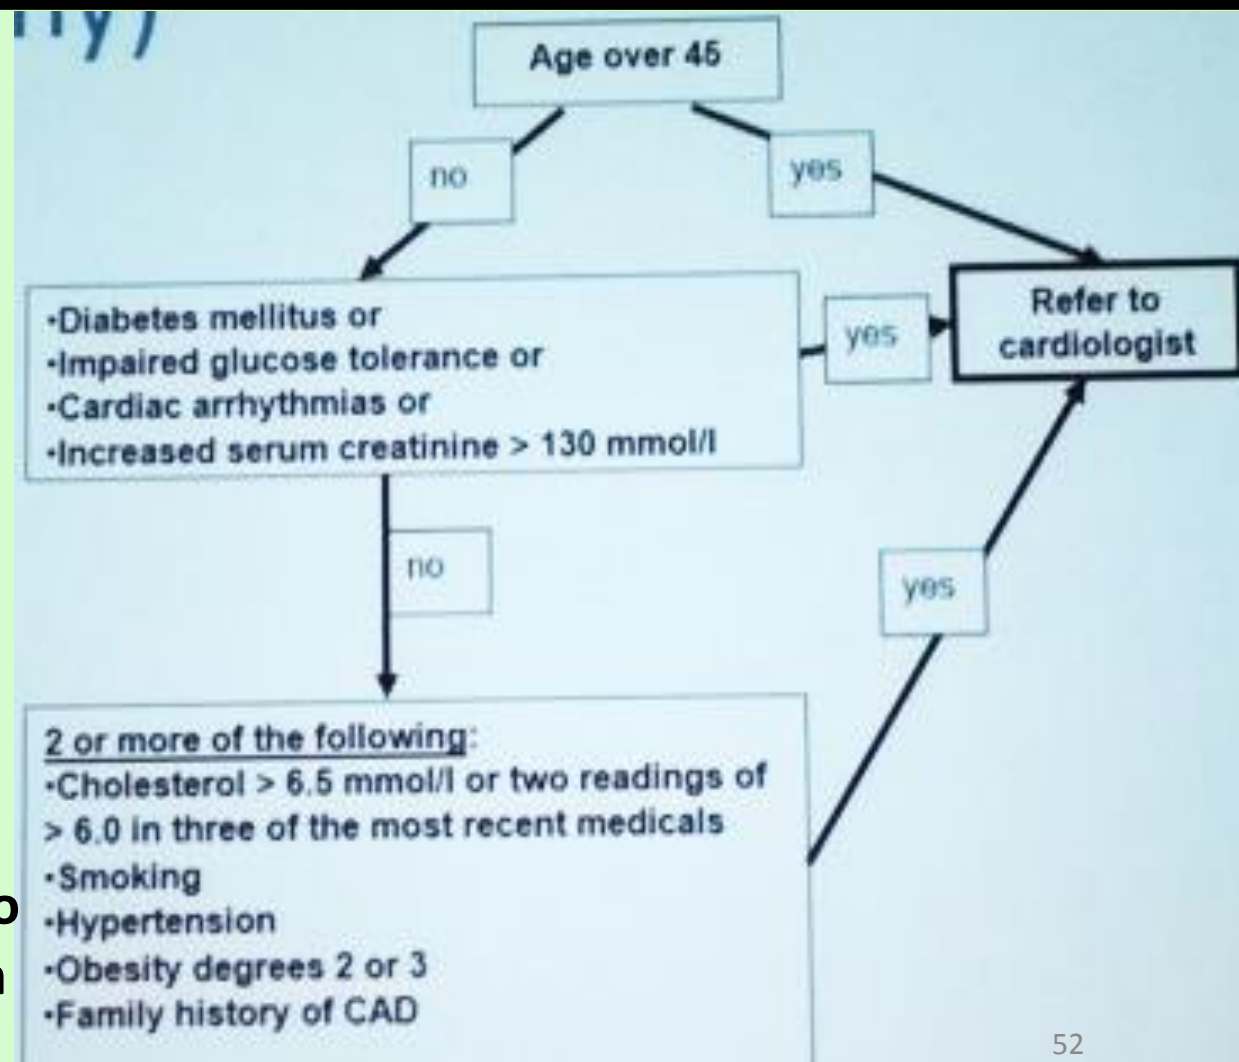 Age over 45
no
yes
•Diabetes mellitus or
•Impaired glucose tolerance or
•Cardiac arrhythmias or
•Increased serum creatinine > 130 mmol/l
yes
Refer to
cardiologist
no
yes
2 or more of the following:
•Cholesterol > 6.5 mmol/l or two readings of
> 6.0 in three of the most recent medicals
•Smoking
•Hypertension
•Obesity degrees 2 or 3
•Family history of CAD
52